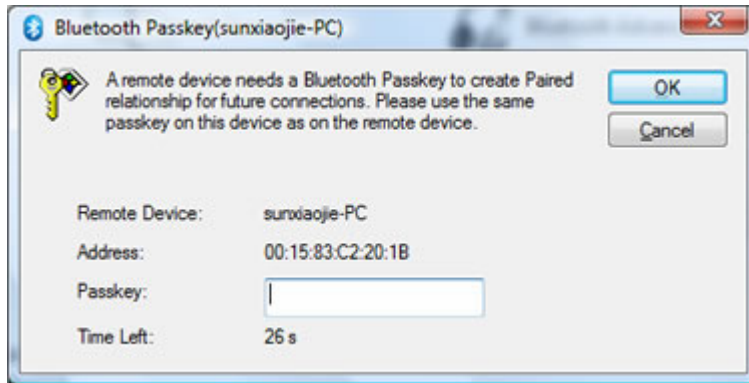 Bluetooth Passkey(sunxiaojie-PC)
A remote device needs a Bluetooth Passkey to create Paired
relationship for future connections. Please use the same
passkey on this device as on the remote device.
OK
Cancel
Remote Device: sunxiaojie-PC
Address: 00:15:83:C2:20:1B
Passkey:
Time Left: 26 s